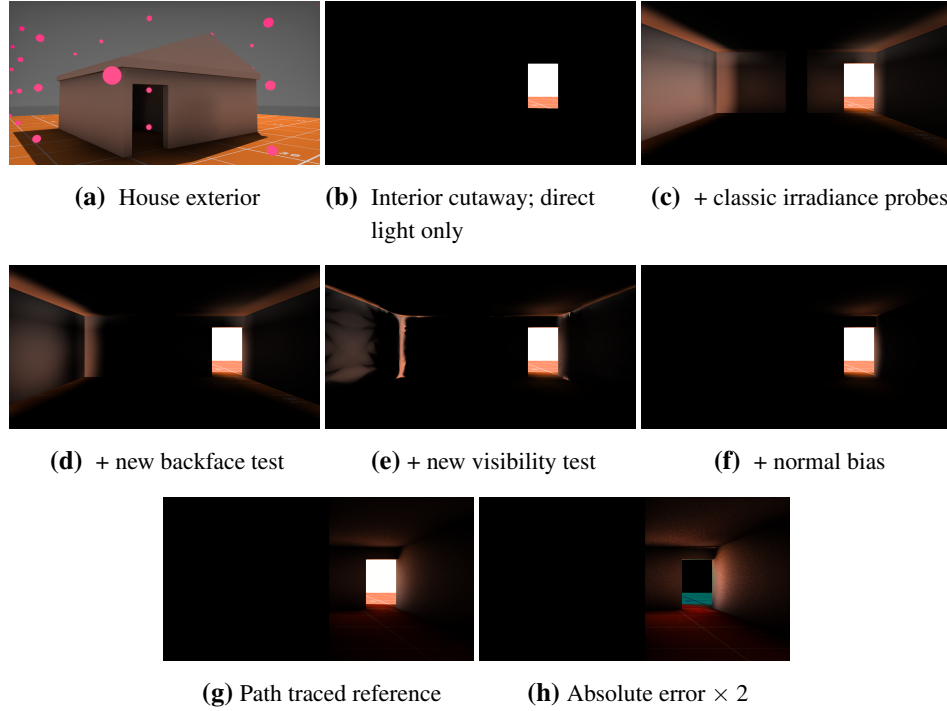 (a) House exterior
(b) Interior cutaway; direct
light only
(c) + classic irradiance probes
(d) + new backface test
(e) + new visibility test
(f) + normal bias
(g) Path traced reference
(h) Absolute error × 2